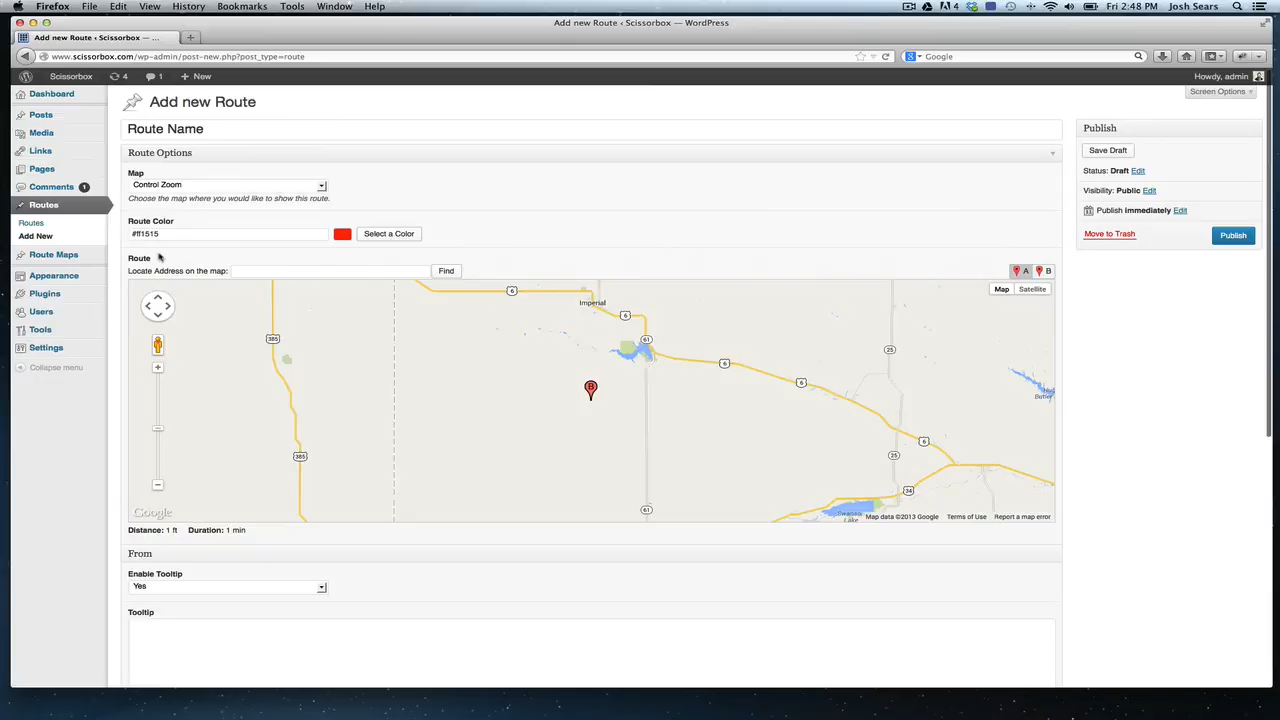 Firefox File Edit View History Bookmarks Tools Window Help
4 Fri 2:48 PM Josh Sears
Add new Route ‹ Scissorbox — WordPress
Add new Route ‹ Scissorbox — ...
www.scissorbox.com/wp-admin/post-new.php?post_type=route
Google
Scissorbox 4 1 New
Howdy, admin
Screen Options
Dashboard
Posts
Media
Links
Pages
Comments 1
Routes
Routes
Add New
Route Maps
Appearance
Plugins
Users
Tools
Settings
Collapse menu
Add new Route
Route Name
Route Options
Map
Control Zoom
Choose the map where you would like to show this route.
Route Color
#ff1515
Select a Color
Route
Locate Address on the map:
Find
A B
Map Satellite
Imperial
6
6
61
385
6
25
6
B
6
385
25
34
61
Swanson
Lake
Butler
Google
Map data ©2013 Google Terms of Use Report a map error
Distance: 1 ft Duration: 1 min
From
Enable Tooltip
Yes
Tooltip
Publish
Save Draft
Status: Draft Edit
Visibility: Public Edit
Publish immediately Edit
Move to Trash
Publish